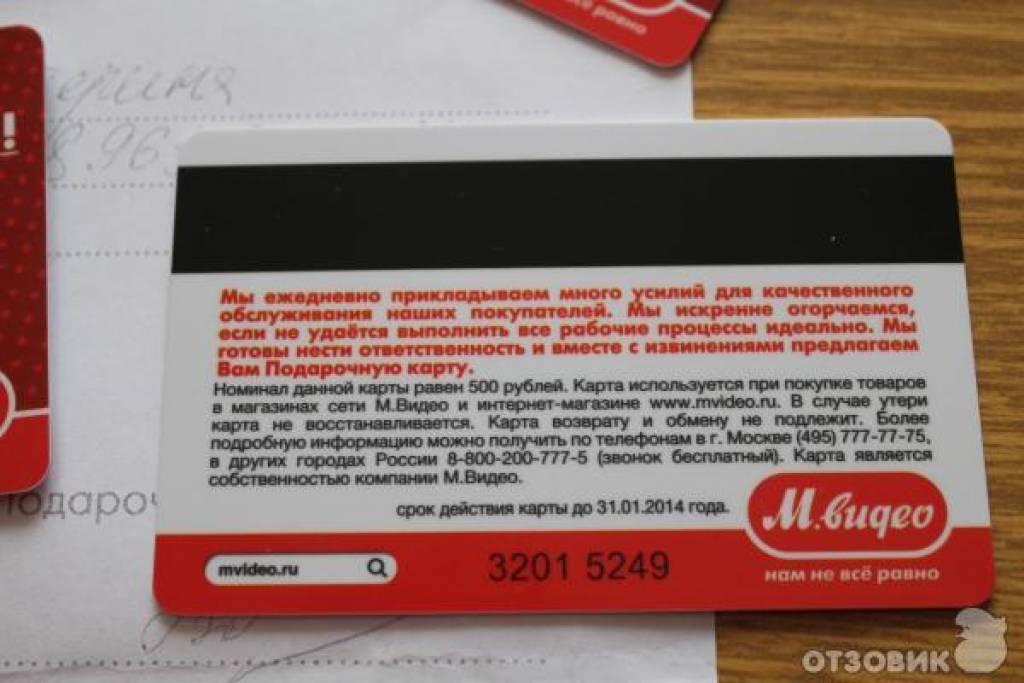 всё равно
!
8.96
Мы ежедневно прикладываем много усилий для качественного
обслуживания наших покупателей. Мы искренне огорчаемся,
если не удаётся выполнить все рабочие процессы идеально. Мы
готовы нести ответственность и вместе с извинениями предлагаем
Вам Подарочную карту.
Номинал данной карты равен 500 рублей. Карта используется при покупке товаров
в магазинах сети М.Видео и интернет-магазине www.mvideo.ru. В случае утери
карта не восстанавливается. Карта возврату и обмену не подлежит. Более
подробную информацию можно получить по телефонам в г. Москве (495) 777-77-75,
в других городах России 8-800-200-777-5 (звонок бесплатный). Карта является
собственностью компании М.Видео.
срок действия карты до 31.01.2014 года.
М.видео
нам не всё равно
mvideo.ru
3201 5249
подароч
ОТЗОВИК